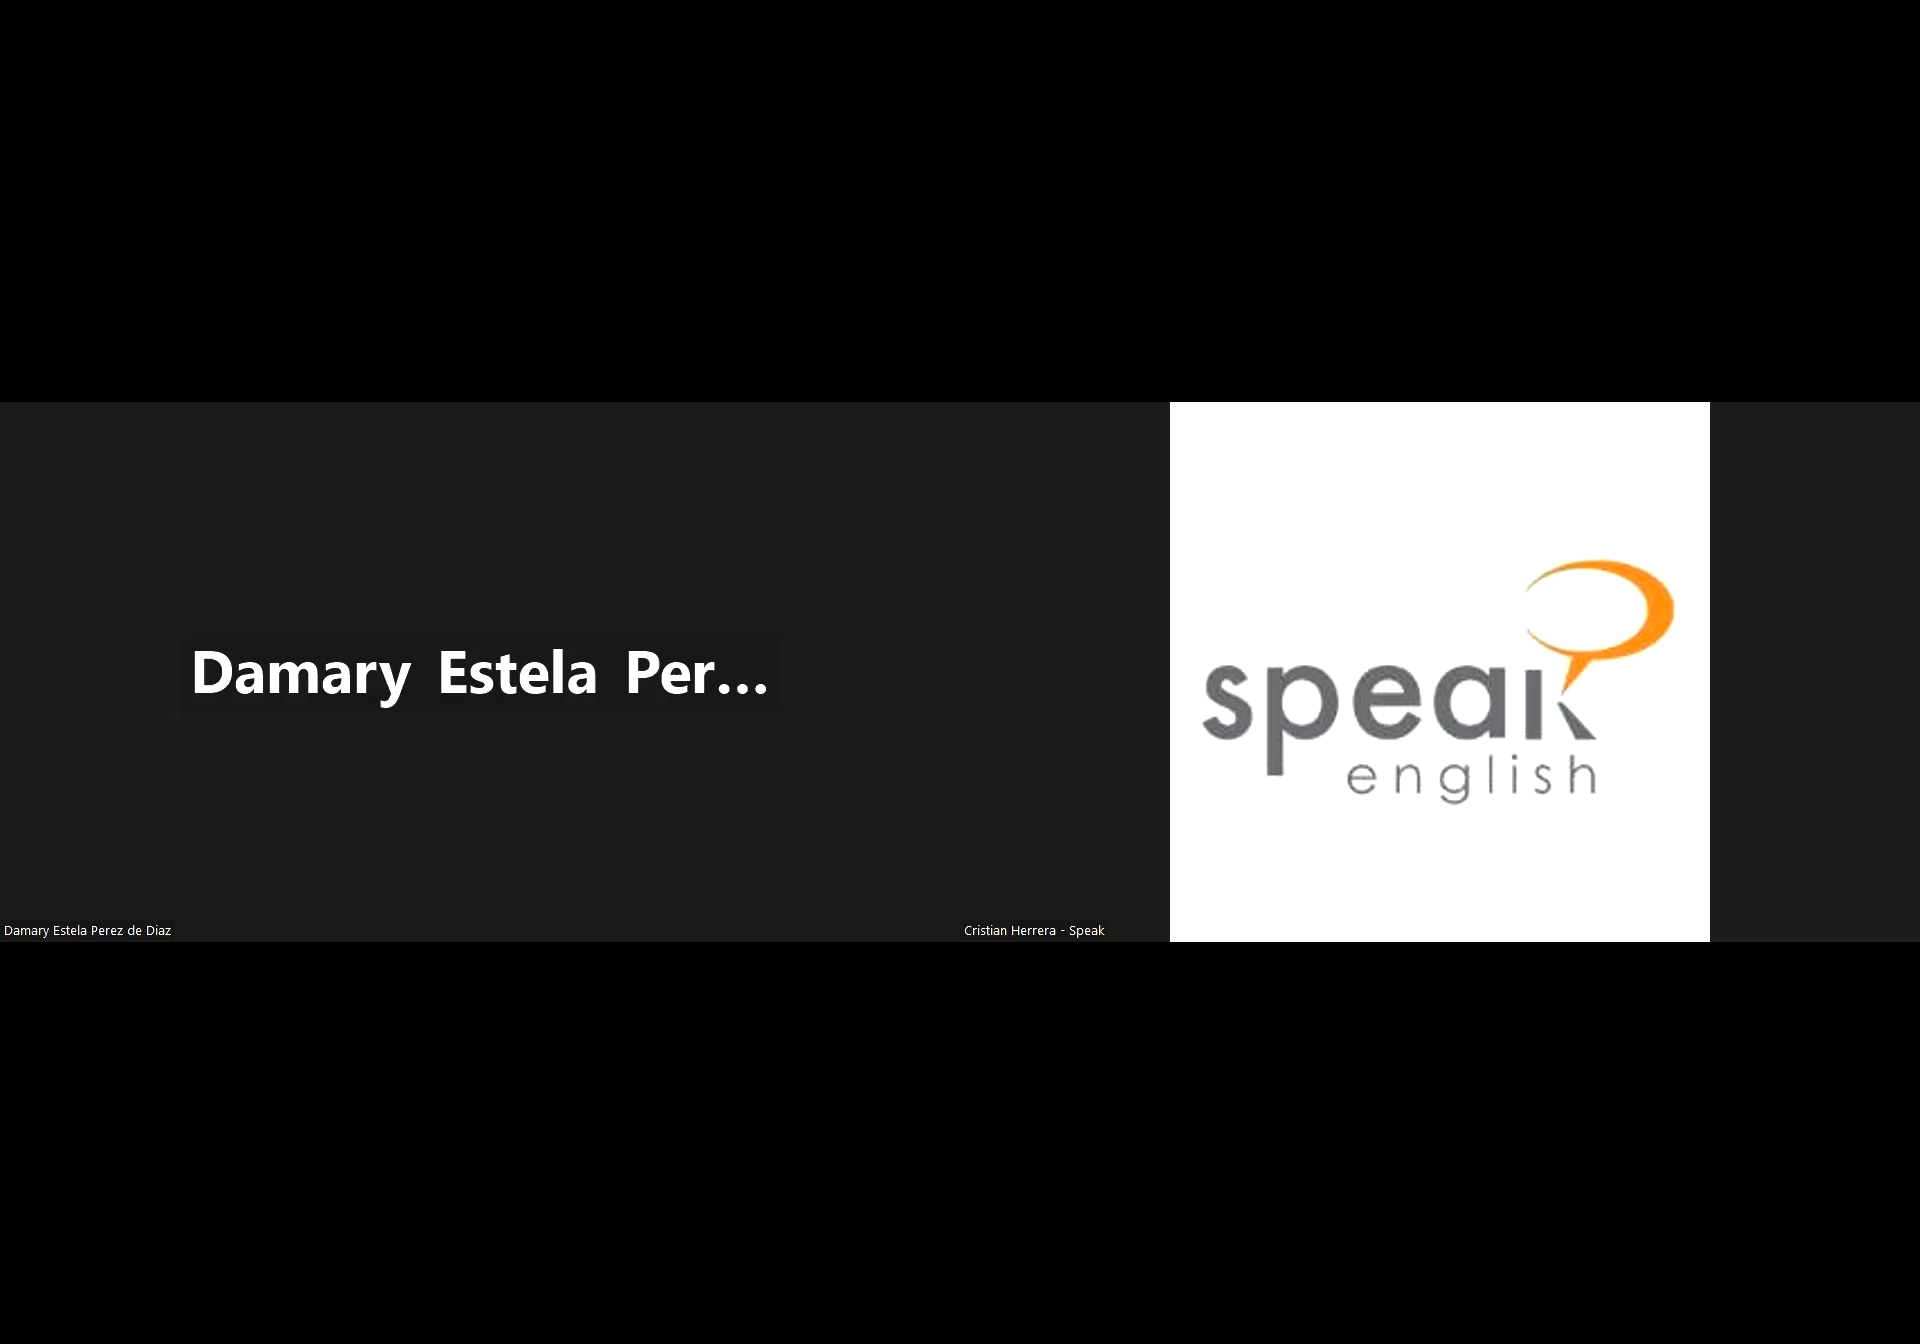 Damary Estela Per...
speak
english
Damary Estela Perez de Diaz
Cristian Herrera - Speak